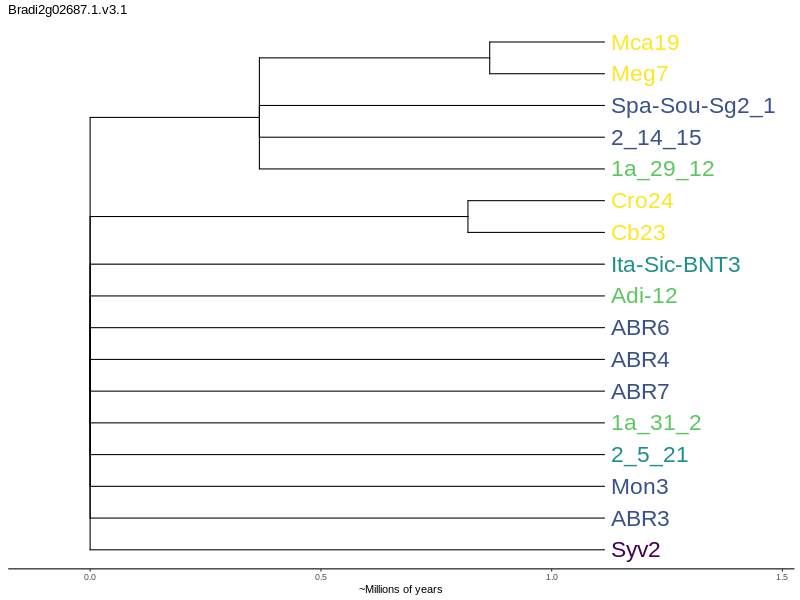 Bradi2g02687.1.v3.1
Mca19
Meg7
Spa-Sou-Sg2_1
2_14_15
1a_29_12
Cro24
Cb23
Ita-Sic-BNT3
Adi-12
ABR6
ABR4
ABR7
1a_31_2
2_5_21
Mon3
ABR3
Syv2
0.0 0.5 1.0 1.5
~Millions of years